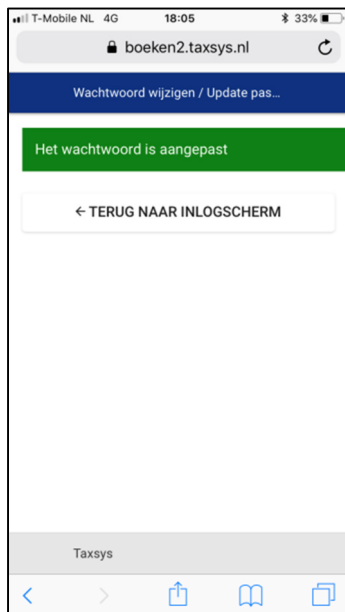 T-Mobile NL 4G 18:05 33%
boeken2.taxsys.nl
Wachtwoord wijzigen / Update pas...
Het wachtwoord is aangepast
← TERUG NAAR INLOGSCHERM
Taxsys